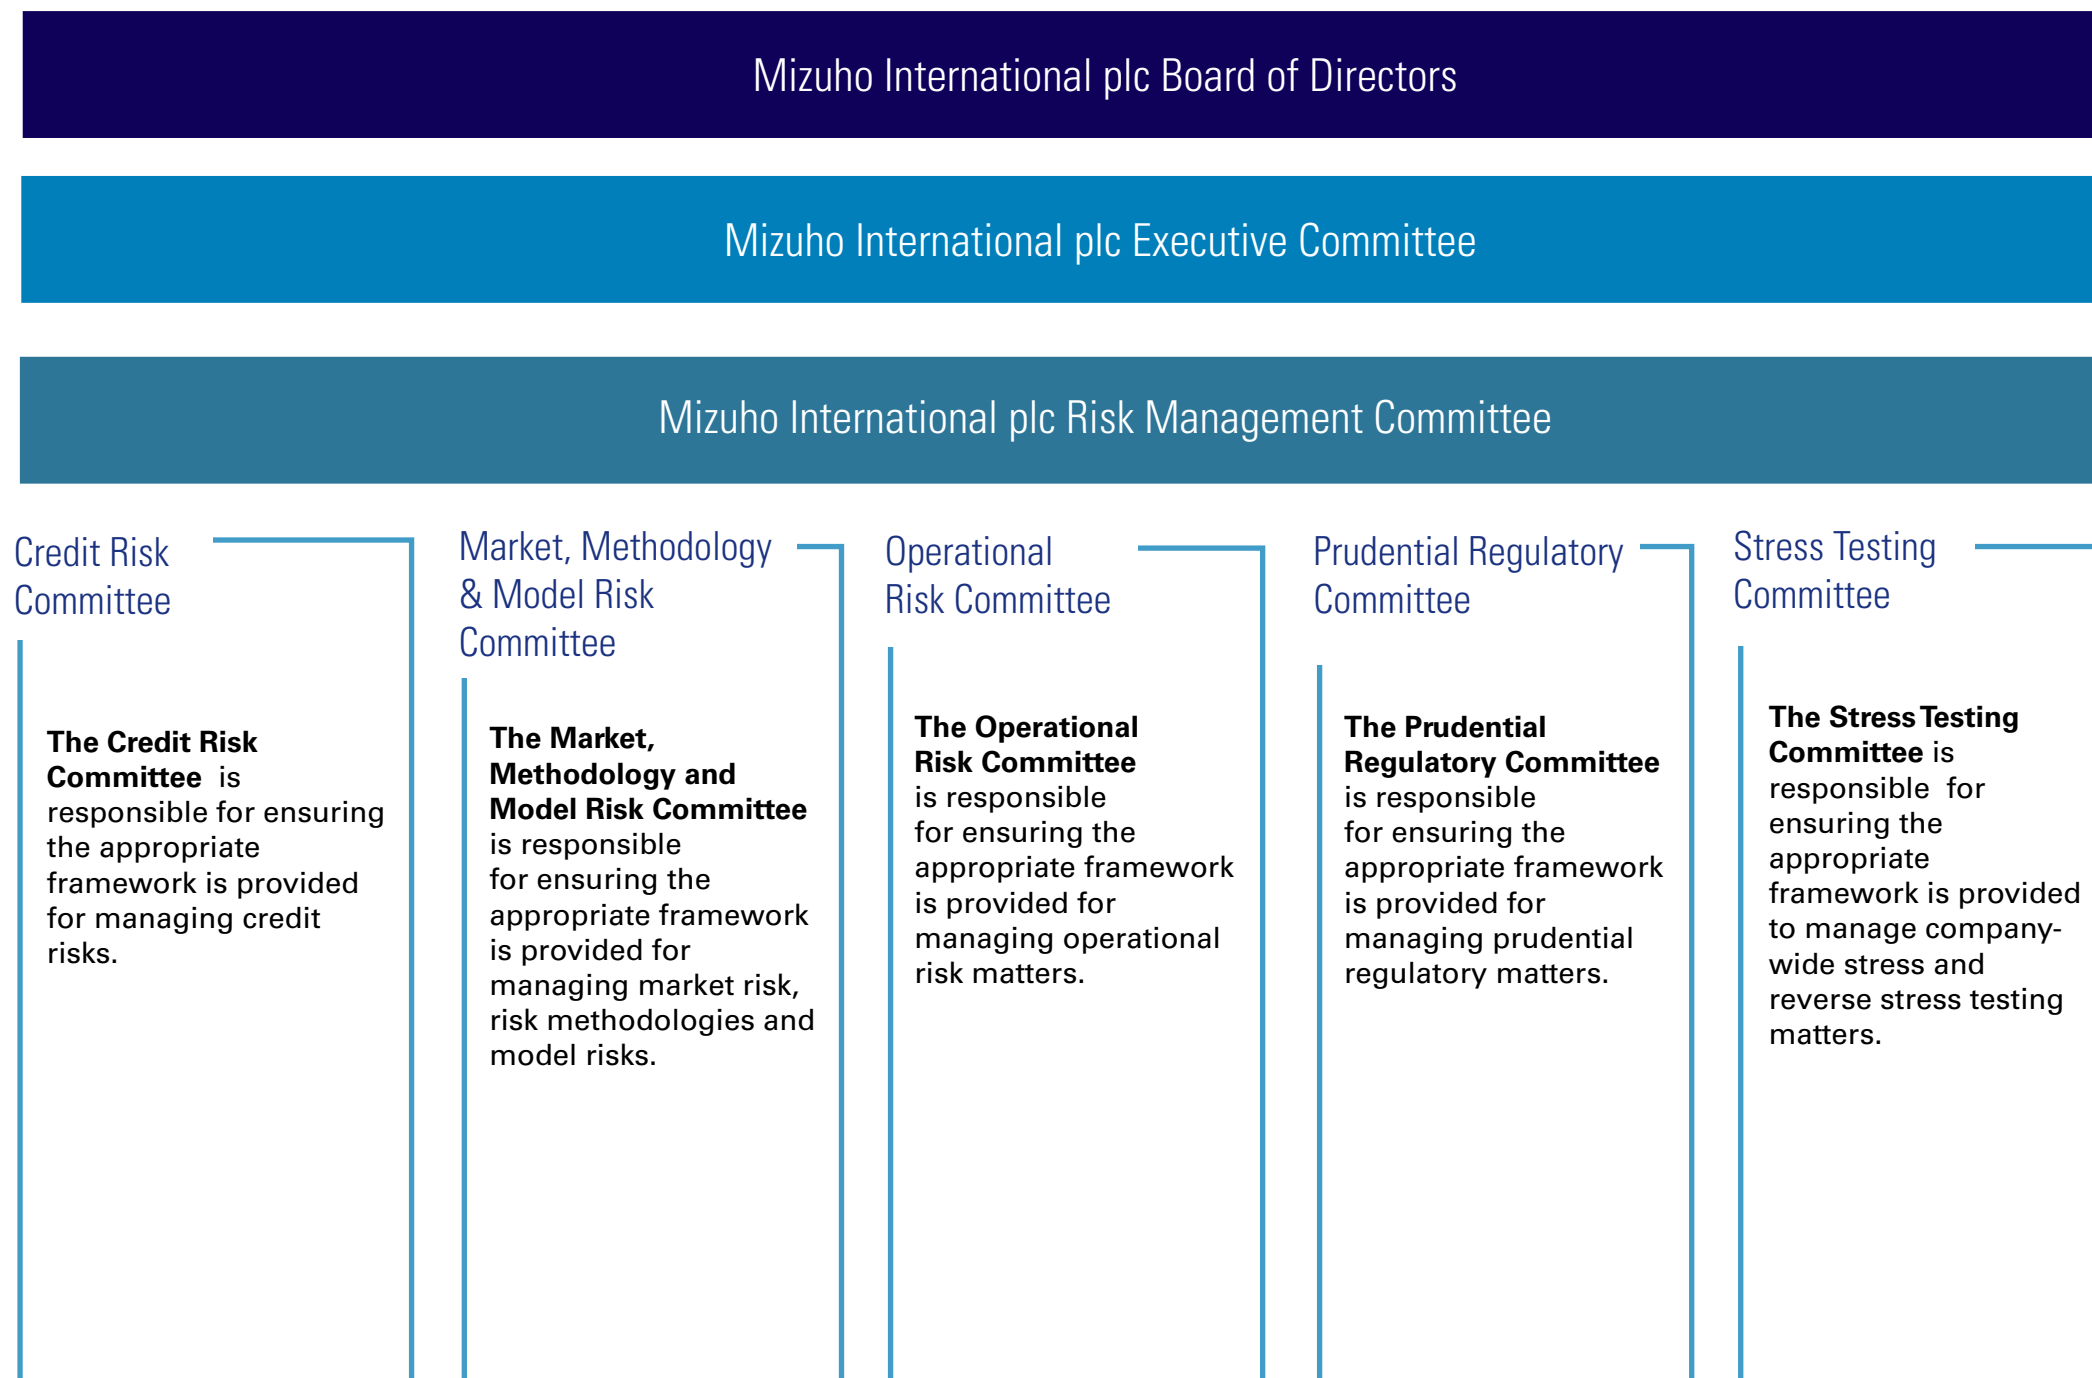 Mizuho International plc Board of Directors
Mizuho International plc Executive Committee
Mizuho International plc Risk Management Committee
Credit Risk
Committee
The Credit Risk
Committee is
responsible for ensuring
the appropriate
framework is provided
for managing credit
risks.
Market, Methodology
& Model Risk
Committee
The Market,
Methodology and
Model Risk Committee
is responsible
for ensuring the
appropriate framework
is provided for
managing market risk,
risk methodologies and
model risks.
Operational
Risk Committee
The Operational
Risk Committee
is responsible
for ensuring the
appropriate framework
is provided for
managing operational
risk matters.
Prudential Regulatory
Committee
The Prudential
Regulatory Committee
is responsible
for ensuring the
appropriate framework
is provided for
managing prudential
regulatory matters.
Stress Testing
Committee
The Stress Testing
Committee is
responsible for
ensuring the
appropriate
framework is provided
to manage company-
wide stress and
reverse stress testing
matters.